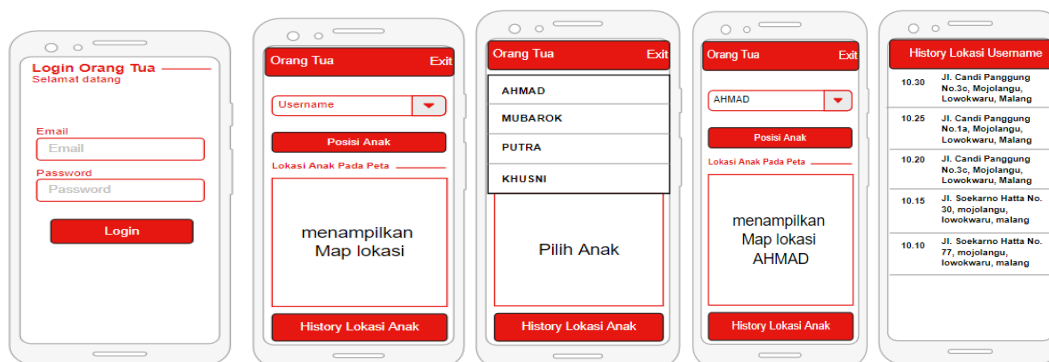 Login Orang Tua
Selamat datang
Email
Email
Password
Password
Login
Orang Tua Exit
Username
Posisi Anak
Lokasi Anak Pada Peta
menampilkan
Map lokasi
History Lokasi Anak
Orang Tua Exit
AHMAD
MUBAROK
PUTRA
KHUSNI
Pilih Anak
History Lokasi Anak
Orang Tua Exit
AHMAD
Posisi Anak
Lokasi Anak Pada Peta
menampilkan
Map lokasi
AHMAD
History Lokasi Anak
History Lokasi Username
10.30 Jl. Candi Panggung
No.3c, Mojolangu,
Lowokwaru, Malang
10.25 Jl. Candi Panggung
No.1a, Mojolangu,
Lowokwaru, Malang
10.20 Jl. Candi Panggung
No.3c, Mojolangu,
Lowokwaru, Malang
10.15 Jl. Soekarno Hatta No.
30, mojolangu,
lowokwaru, malang
10.10 Jl. Soekarno Hatta No.
77, mojolangu,
lowokwaru, malang